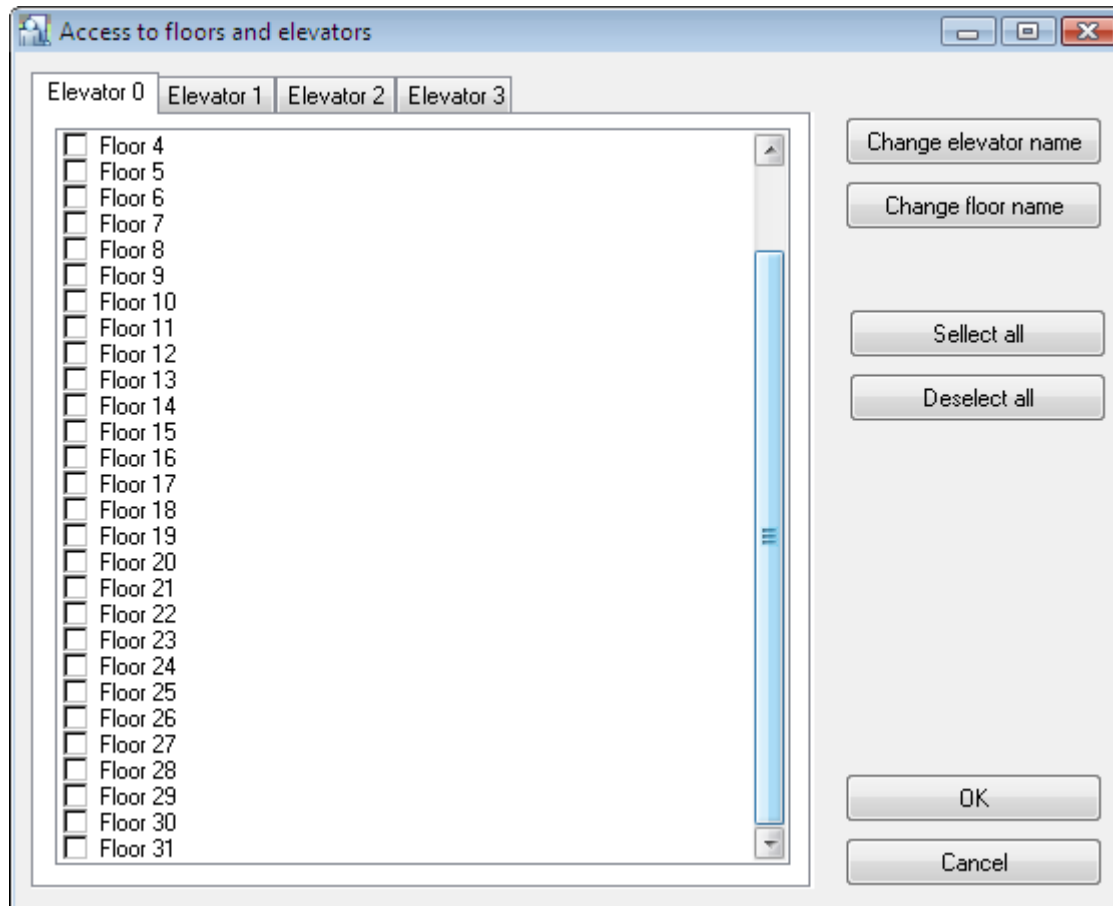 Access to floors and elevators
Elevator 0 Elevator 1 Elevator 2 Elevator 3
Floor 4
Floor 5
Floor 6
Floor 7
Floor 8
Floor 9
Floor 10
Floor 11
Floor 12
Floor 13
Floor 14
Floor 15
Floor 16
Floor 17
Floor 18
Floor 19
Floor 20
Floor 21
Floor 22
Floor 23
Floor 24
Floor 25
Floor 26
Floor 27
Floor 28
Floor 29
Floor 30
Floor 31
Change elevator name
Change floor name
Sellect all
Deselect all
OK
Cancel